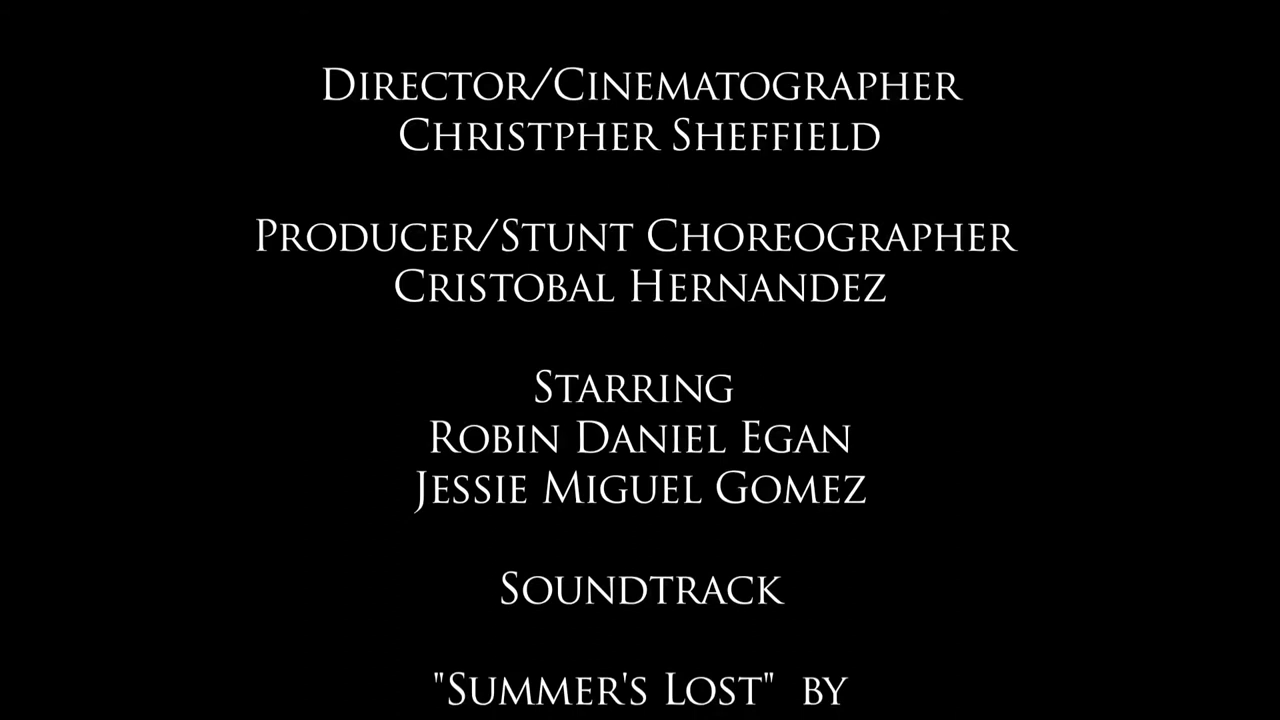 Director/Cinematographer
Christpher Sheffield
Producer/Stunt Choreographer
Cristobal Hernandez
Starring
Robin Daniel Egan
Jessie Miguel Gomez
Soundtrack
"Summer's Lost" by